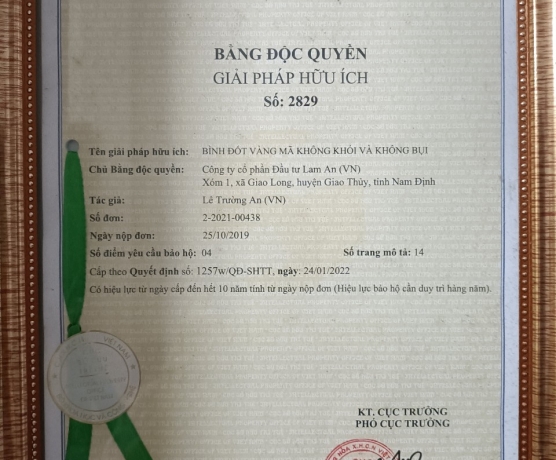 BẰNG ĐỘC QUYỀN
GIẢI PHÁP HỮU ÍCH
Số: 2829
Tên giải pháp hữu ích: BÌNH ĐỐT VÀNG MÃ KHÔNG KHÓI VÀ KHÔNG BỤI
Chủ Bằng độc quyền: Công ty cổ phần Đầu tư Lam An (VN)
Xóm 1, xã Giao Long, huyện Giao Thủy, tỉnh Nam Định
Tác giả: Lê Trường An (VN)
Số đơn: 2-2021-00438
Ngày nộp đơn: 25/10/2019
Số điểm yêu cầu bảo hộ: 04 Số trang mô tả: 14
Cấp theo Quyết định số: 1257w/QĐ-SHTT, ngày: 24/01/2022
Có hiệu lực từ ngày cấp đến hết 10 năm tính từ ngày nộp đơn (Hiệu lực bảo hộ cần duy trì hàng năm).
KT. CỤC TRƯỞNG
PHÓ CỤC TRƯỞNG